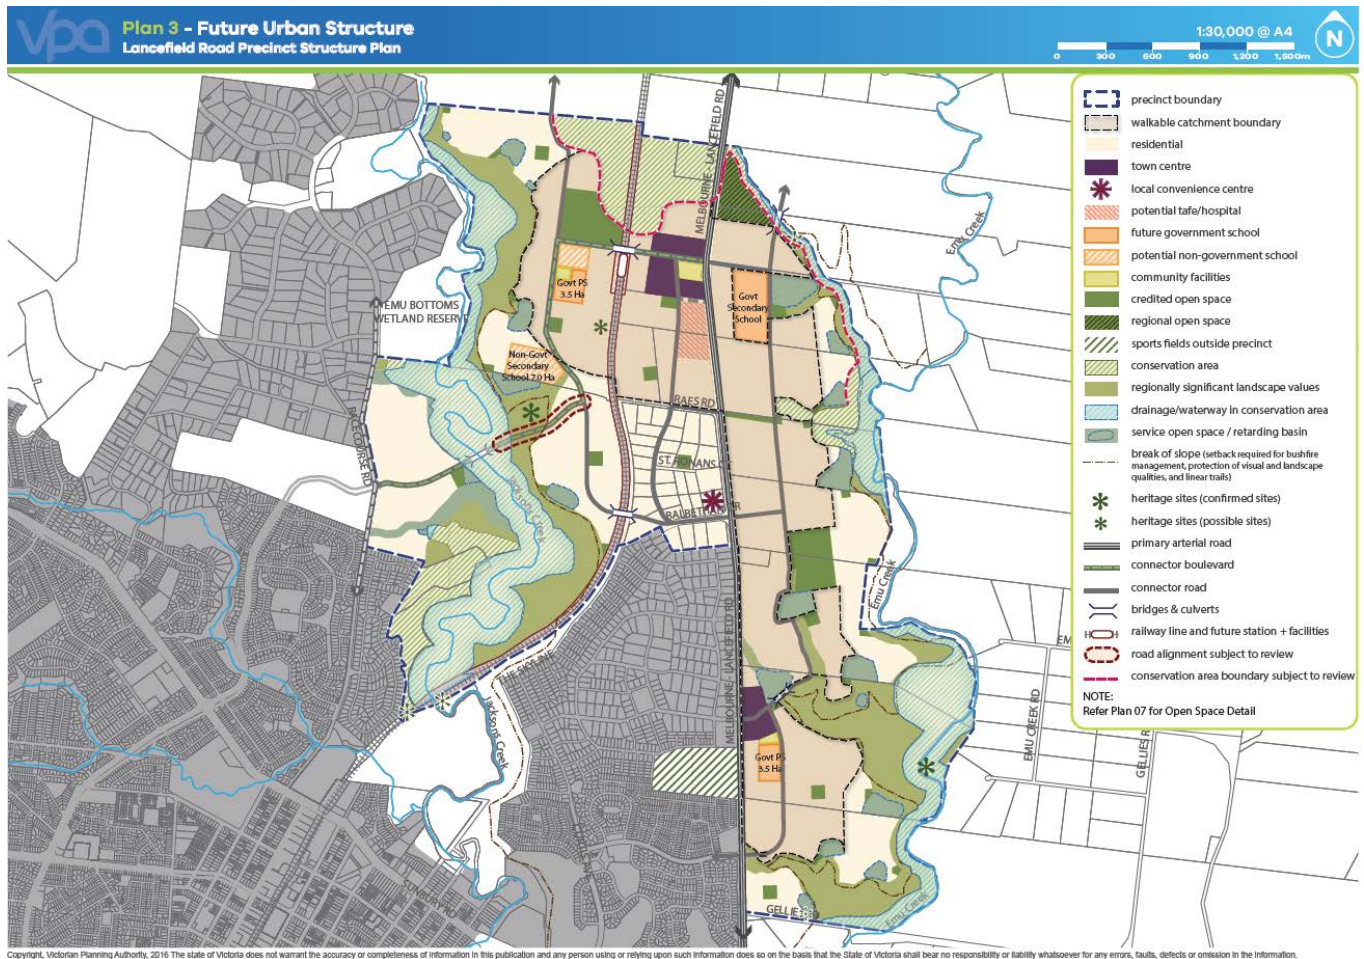 vpa
Plan 3 - Future Urban Structure
Lancefield Road Precinct Structure Plan
1:30,000 @ A4
0 300 600 900 1,200 1,500m
N
precinct boundary
walkable catchment boundary
residential
town centre
local convenience centre
potential tafe/hospital
future government school
potential non-government school
community facilities
credited open space
regional open space
sports fields outside precinct
conservation area
regionally significant landscape values
drainage/waterway in conservation area
service open space / retarding basin
break of slope (setback required for bushfire
management, protection of visual and landscape
qualities, and linear trails)
heritage sites (confirmed sites)
heritage sites (possible sites)
primary arterial road
connector boulevard
connector road
bridges & culverts
railway line and future station + facilities
road alignment subject to review
conservation area boundary subject to review
NOTE:
Refer Plan 07 for Open Space Detail
MELBOURNE - LANCEFIELD RD
Emu Creek
EMU BOTTOMS
WETLAND RESERVE
Govt PS
3.5 Ha
Govt
Secondary
School
Non-Govt
Secondary
School 7.0 Ha
RAES RD
RACECOURSE RD
ST. RONANS
Jacksons Creek
Emu Creek
MELBOURNE - LANCEFIELD RD
Jacksons Creek
EMU CREEK RD
GELLIES R
Govt PS
3.5 Ha
SUNBURY RD
GELLIES
Emu Creek
Copyright, Victorian Planning Authority, 2016 The state of Victoria does not warrant the accuracy or completeness of information in this publication and any person using or relying upon such information does so on the basis that the State of Victoria shall bear no responsibility or liability whatsoever for any errors, faults, defects or omission in the information.